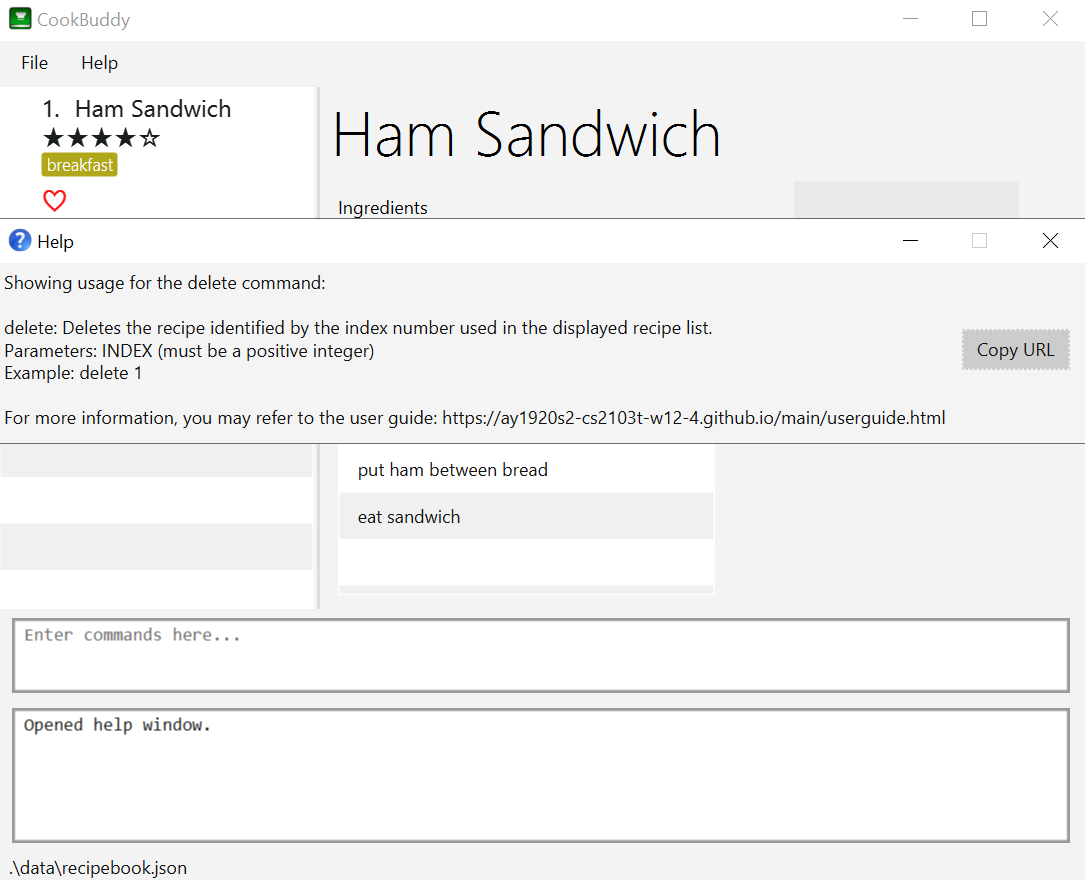 CookBuddy
File Help
1. Ham Sandwich
★★★★☆
breakfast
Ham Sandwich
Ingredients
Help
Showing usage for the delete command:
delete: Deletes the recipe identified by the index number used in the displayed recipe list.
Parameters: INDEX (must be a positive integer)
Example: delete 1
Copy URL
For more information, you may refer to the user guide: https://ay1920s2-cs2103t-w12-4.github.io/main/userguide.html
put ham between bread
eat sandwich
Enter commands here...
Opened help window.
.\data\recipebook.json